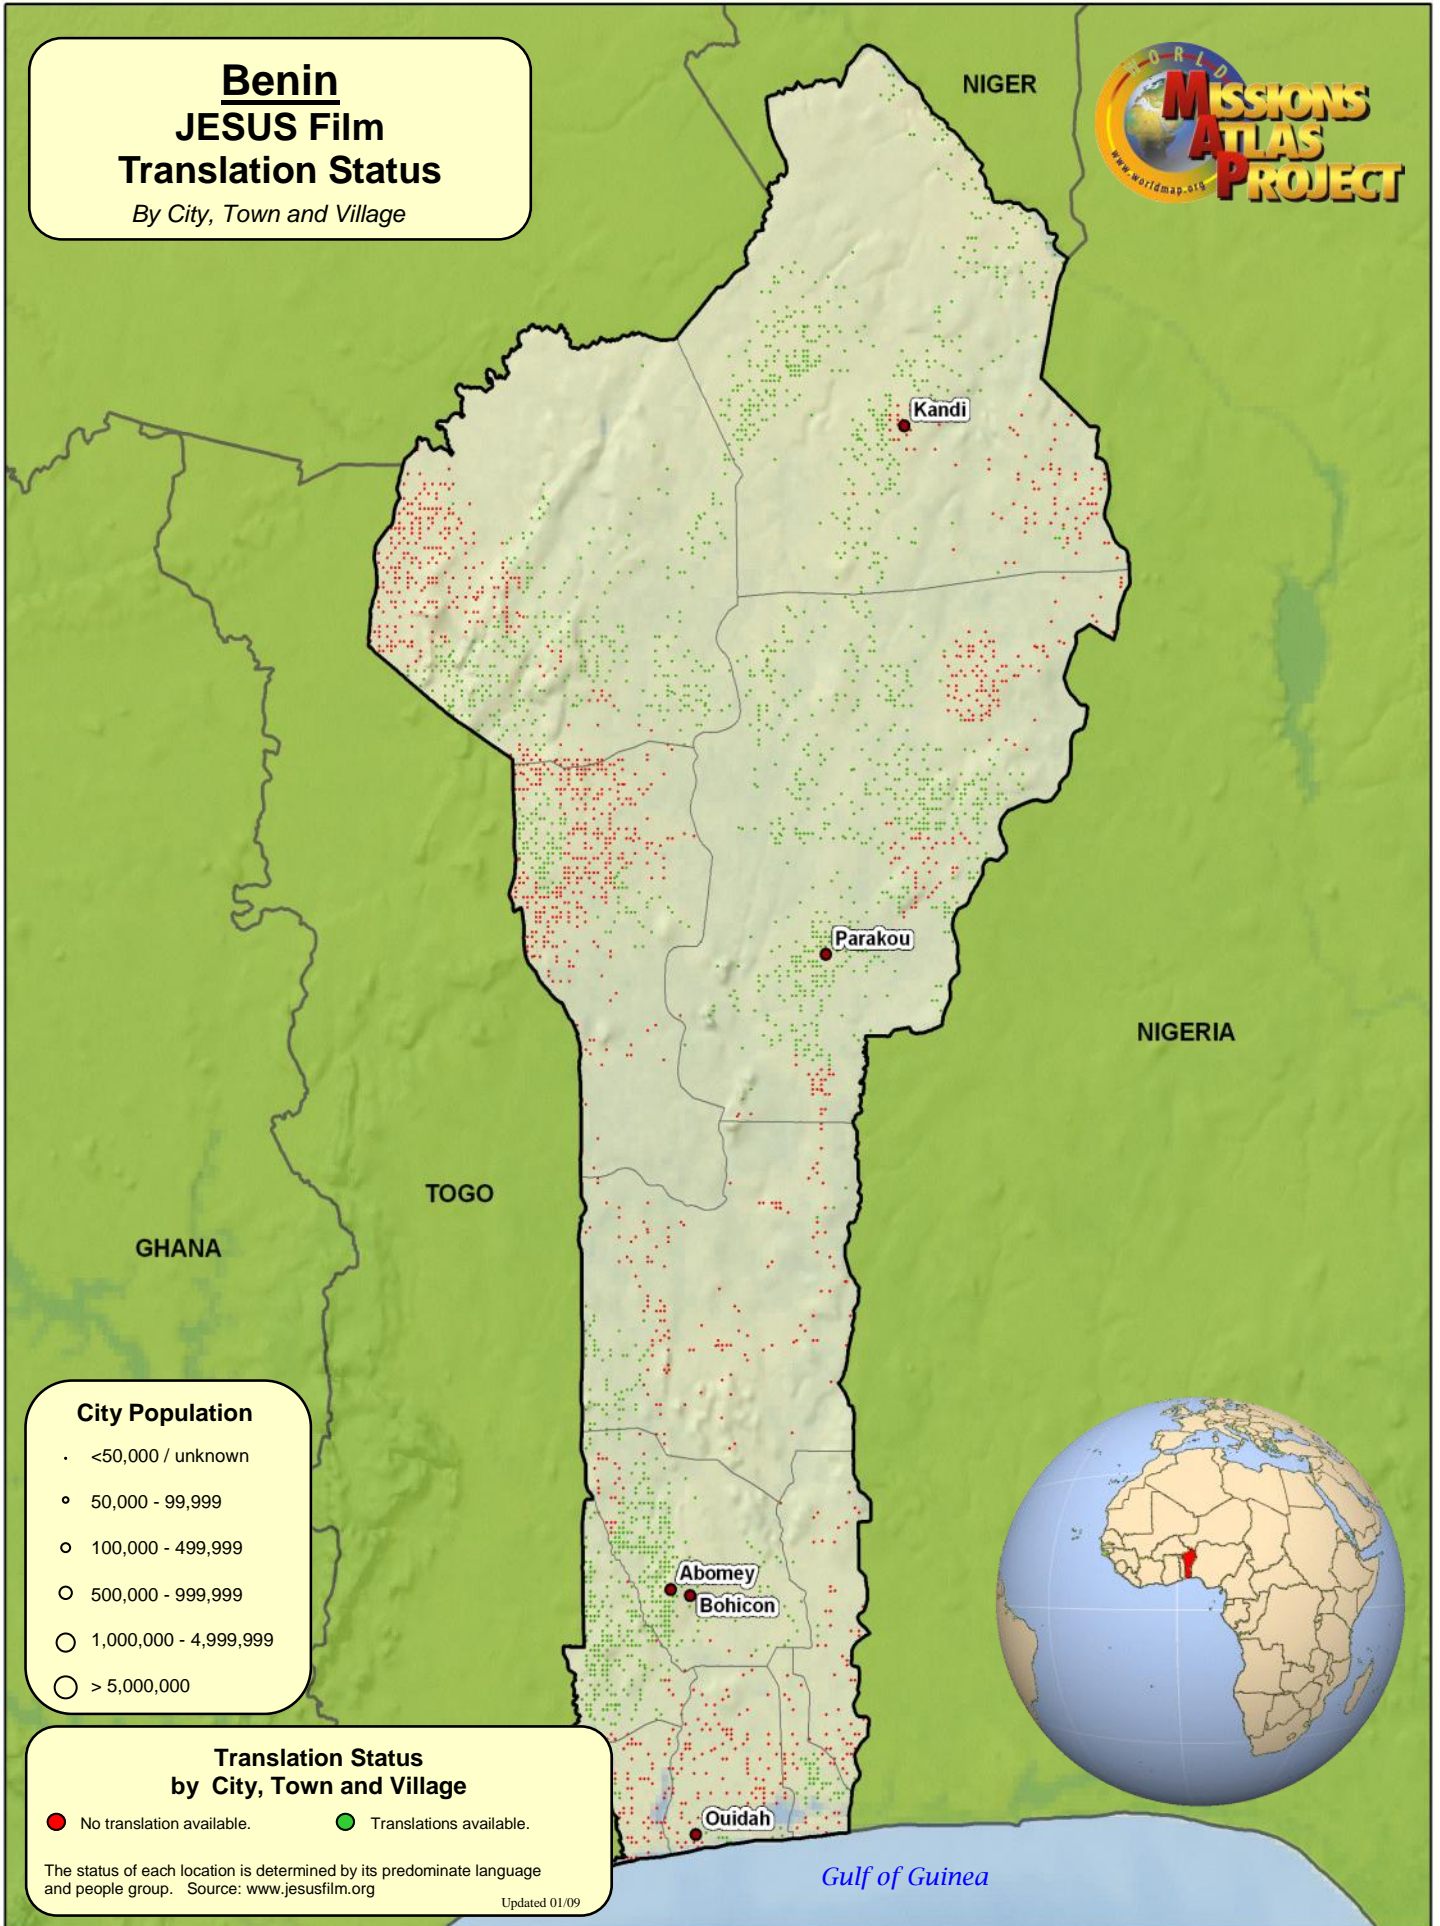 Benin
JESUS Film
Translation Status
By City, Town and Village
NIGER
WORLD
MISSIONS
ATLAS
PROJECT
www.worldmap.org
Kandi
Parakou
NIGERIA
TOGO
GHANA
City Population
<50,000 / unknown
50,000 - 99,999
100,000 - 499,999
500,000 - 999,999
1,000,000 - 4,999,999
> 5,000,000
Abomey
Bohicon
Translation Status
by City, Town and Village
No translation available.
Translations available.
The status of each location is determined by its predominate language
and people group. Source: www.jesusfilm.org
Updated 01/09
Ouidah
Gulf of Guinea